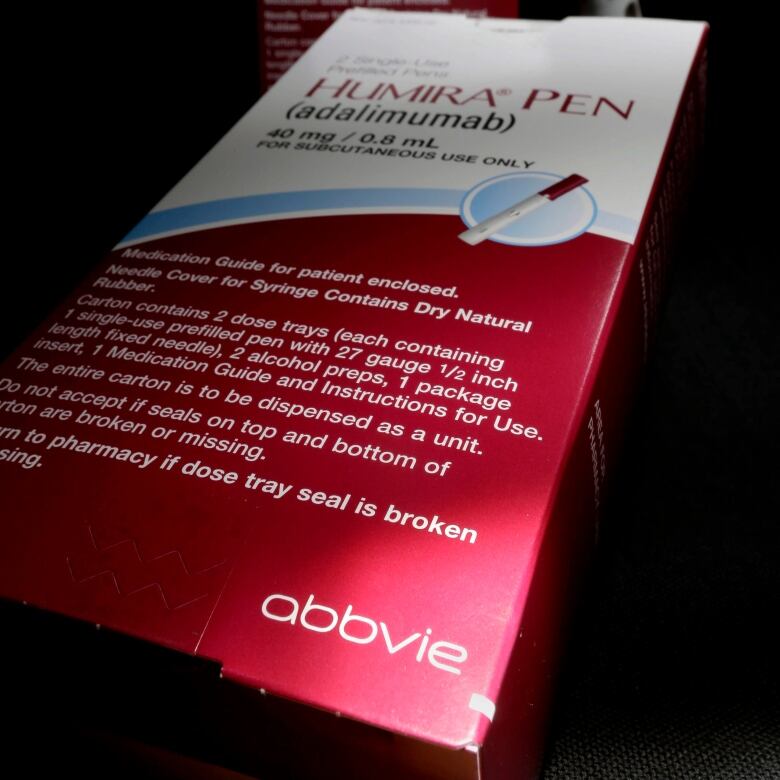 2 Single-Use
Prefilled Pens
HUMIRA® PEN
(adalimumab)
40 mg / 0.8 mL
FOR SUBCUTANEOUS USE ONLY
Medication Guide for patient enclosed.
Needle Cover for Syringe Contains Dry Natural
Rubber.
Carton contains 2 dose trays (each containing
1 single-use prefilled pen with 27 gauge 1/2 inch
length fixed needle), 2 alcohol preps, 1 package
insert, 1 Medication Guide and Instructions for Use.
The entire carton is to be dispensed as a unit.
Do not accept if seals on top and bottom of
rton are broken or missing.
rn to pharmacy if dose tray seal is broken
sing.
abbvie